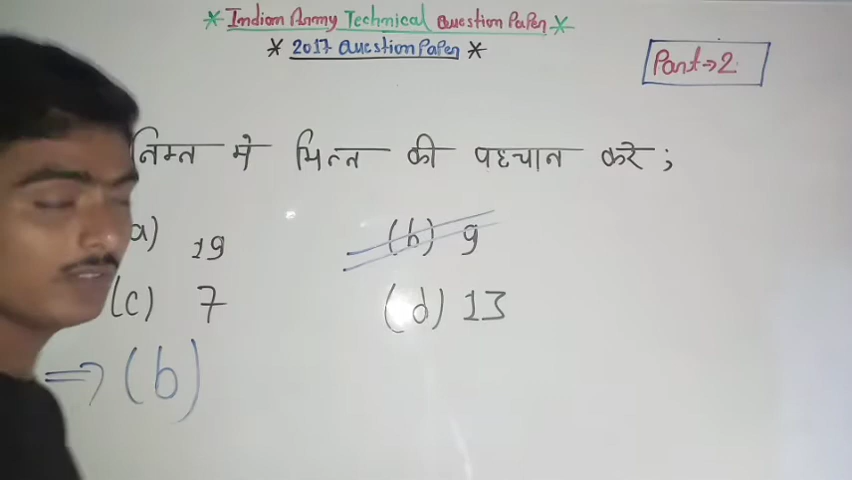 * Indian Army Technical Question Paper *
* 2017 Question Paper *
Part → 2
निम्न मे भिन्न की पहचान करे ;
a) 19
(b) 9
(c) 7
(d) 13
⇒ (b)